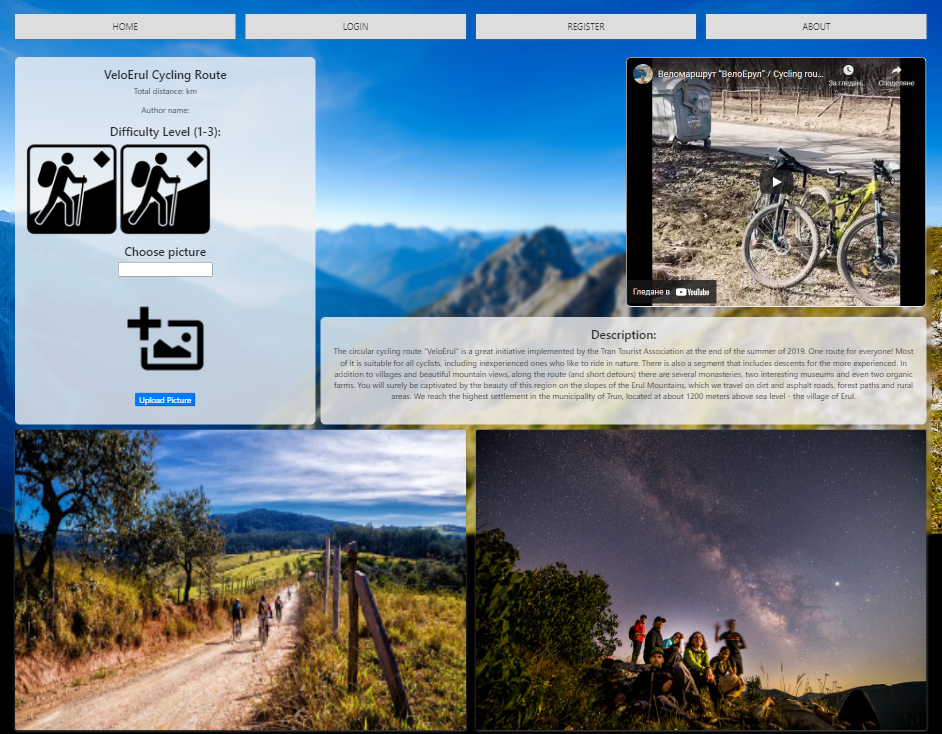 HOME
LOGIN
REGISTER
ABOUT
VeloErul Cycling Route
Total distance: km
Author name:
Difficulty Level (1-3):
Choose picture
Upload Picture
Веломаршрут "ВелоЕрул" / Cycling rou...
За гледан...
Споделяне
Гледане в YouTube
Description:
The circular cycling route "VeloErul" is a great initiative implemented by the Tran Tourist Association at the end of the summer of 2019. One route for everyone! Most
of it is suitable for all cyclists, including inexperienced ones who like to ride in nature. There is also a segment that includes descents for the more experienced. In
addition to villages and beautiful mountain views, along the route (and short detours) there are several monasteries, two interesting museums and even two organic
farms. You will surely be captivated by the beauty of this region on the slopes of the Erul Mountains, which we travel on dirt and asphalt roads, forest paths and rural
areas. We reach the highest settlement in the municipality of Trun, located at about 1200 meters above sea level - the village of Erul.